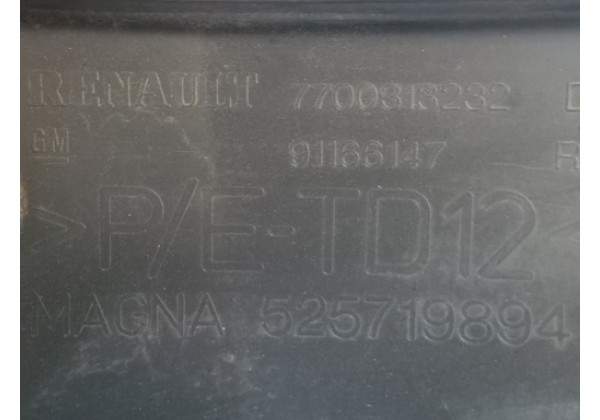 RENAULT 7700313232 D
GM 91166147 R
>P/E-TD12<
MAGNA 525719894